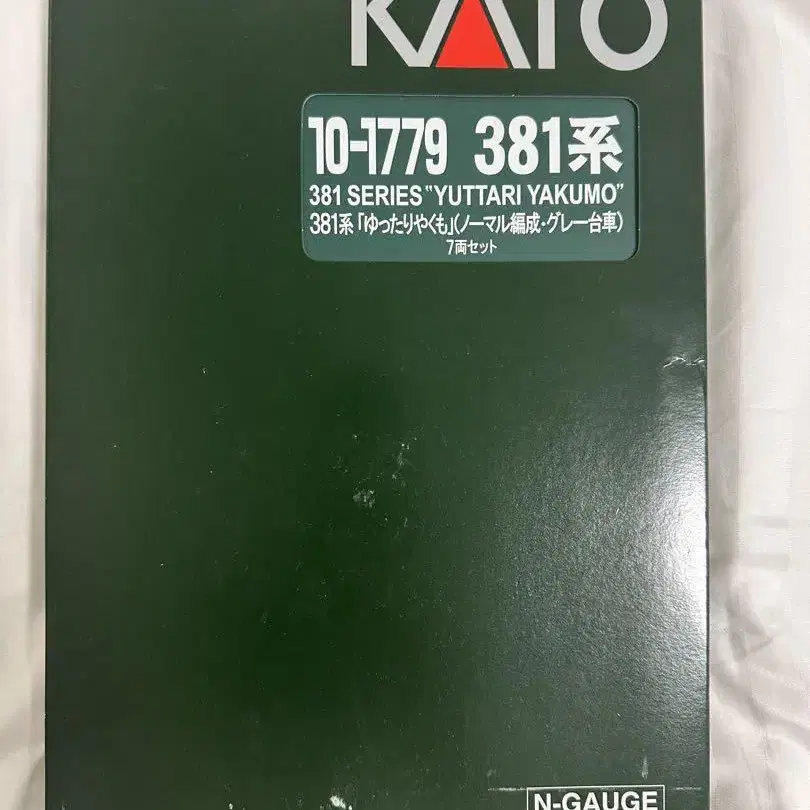 KATO
10-1779 381系
381 SERIES "YUTTARI YAKUMO"
381系「ゆったりやくも」(ノーマル編成・グレー台車)
7両セット
N-GAUGE